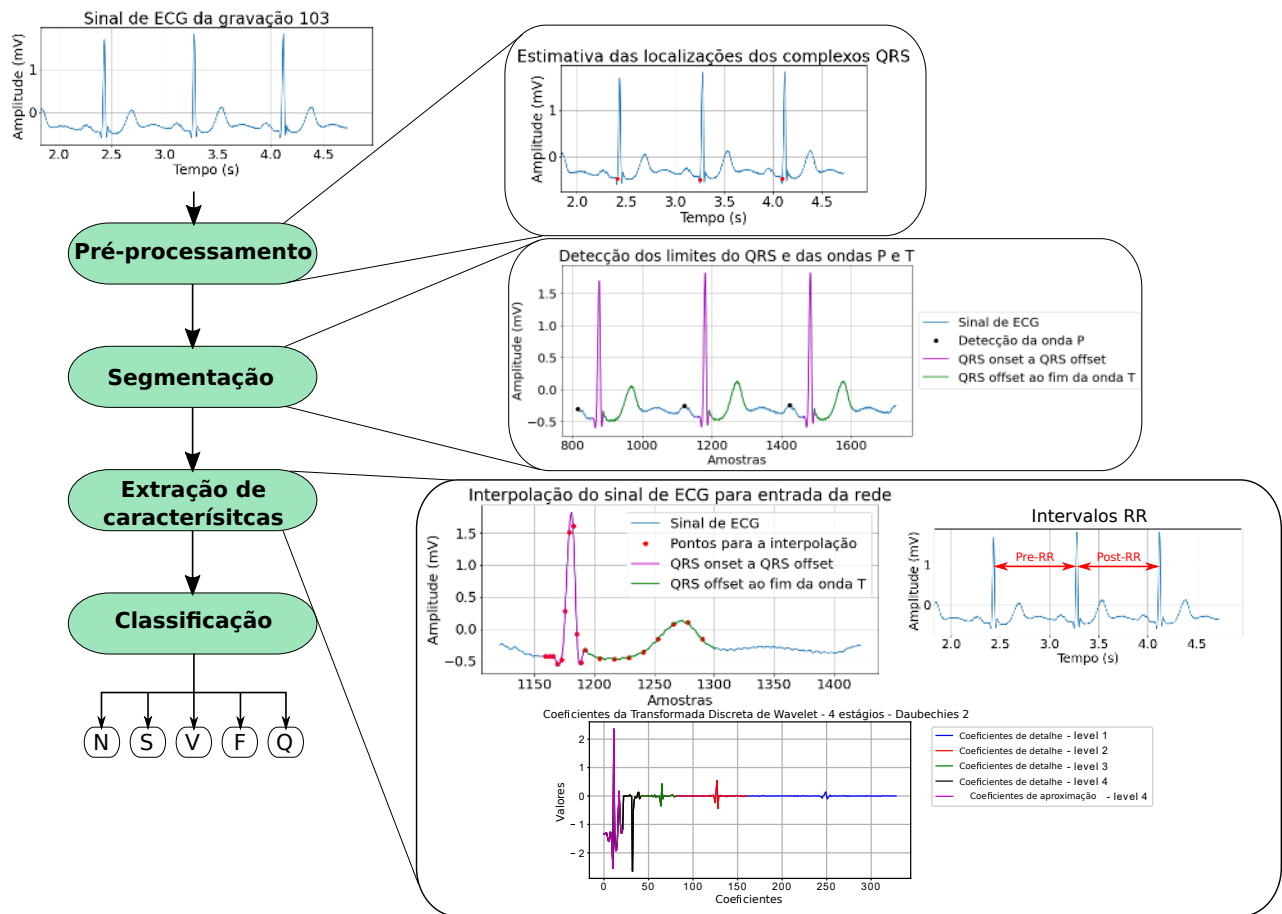 Sinal de ECG da gravação 103
Amplitude (mV)
1
0
2.0 2.5 3.0 3.5 4.0 4.5
Tempo (s)
Pré-processamento
Segmentação
Extração de
caracterísitcas
Classificação
N S V F Q
Estimativa das localizações dos complexos QRS
Amplitude (mV)
1
0
2.0 2.5 3.0 3.5 4.0 4.5
Tempo (s)
Detecção dos limites do QRS e das ondas P e T
Amplitude (mV)
1.5
1.0
0.5
0.0
−0.5
800 1000 1200 1400 1600
Amostras
Sinal de ECG
Detecção da onda P
QRS onset a QRS offset
QRS offset ao fim da onda T
Interpolação do sinal de ECG para entrada da rede
Amplitude (mV)
1.5
1.0
0.5
0.0
−0.5
1150 1200 1250 1300 1350 1400
Amostras
Sinal de ECG
Pontos para a interpolação
QRS onset a QRS offset
QRS offset ao fim da onda T
Intervalos RR
Amplitude (mV)
1
0
Pre-RR Post-RR
2.0 2.5 3.0 3.5 4.0 4.5
Tempo (s)
Coeficientes da Transformada Discreta de Wavelet - 4 estágios - Daubechies 2
Valores
2
1
0
−1
−2
0 50 100 150 200 250 300
Coeficientes
Coeficientes de detalhe - level 1
Coeficientes de detalhe - level 2
Coeficientes de detalhe - level 3
Coeficientes de detalhe - level 4
Coeficientes de aproximação - level 4